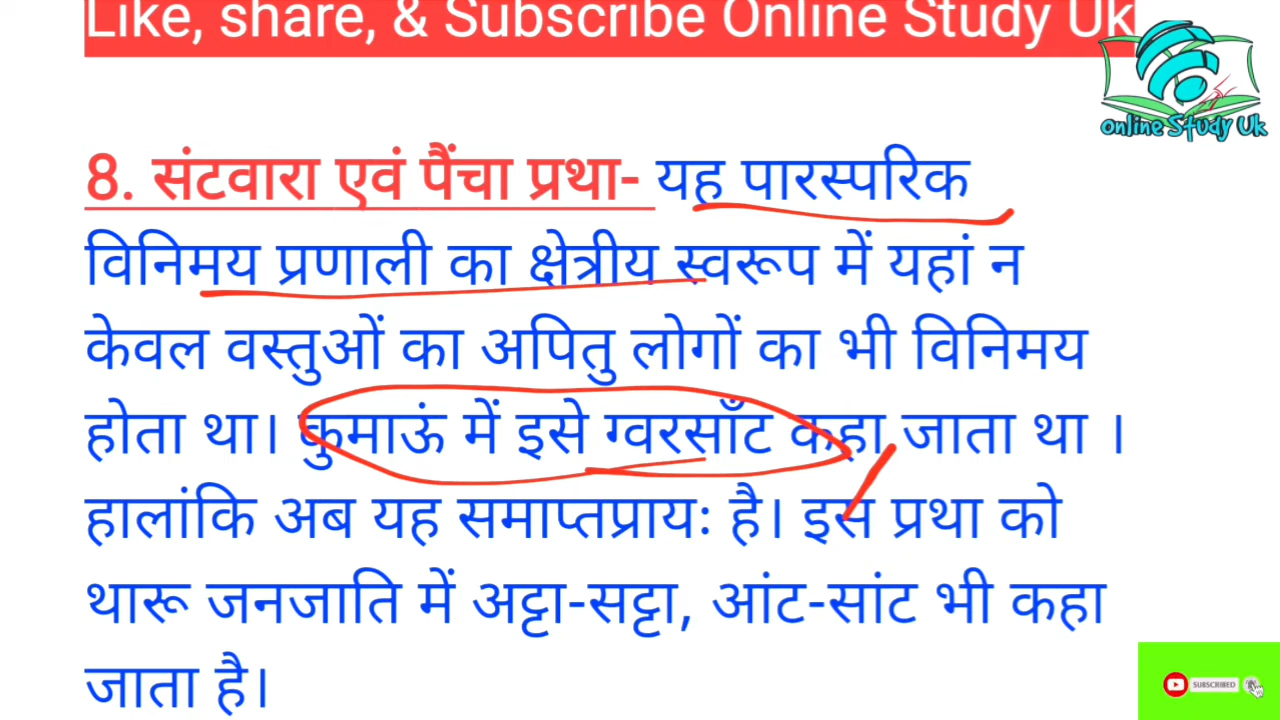 Like, share, & Subscribe Online Study Uk
Online Study Uk
8. संटवारा एवं पैंचा प्रथा- यह पारस्परिक
विनिमय प्रणाली का क्षेत्रीय स्वरूप में यहां न
केवल वस्तुओं का अपितु लोगों का भी विनिमय
होता था। कुमाऊं में इसे ग्वरसाँट कहा जाता था ।
हालांकि अब यह समाप्तप्रायः है। इस प्रथा को
थारू जनजाति में अट्टा-सट्टा, आंट-सांट भी कहा
जाता है।
SUBSCRIBED